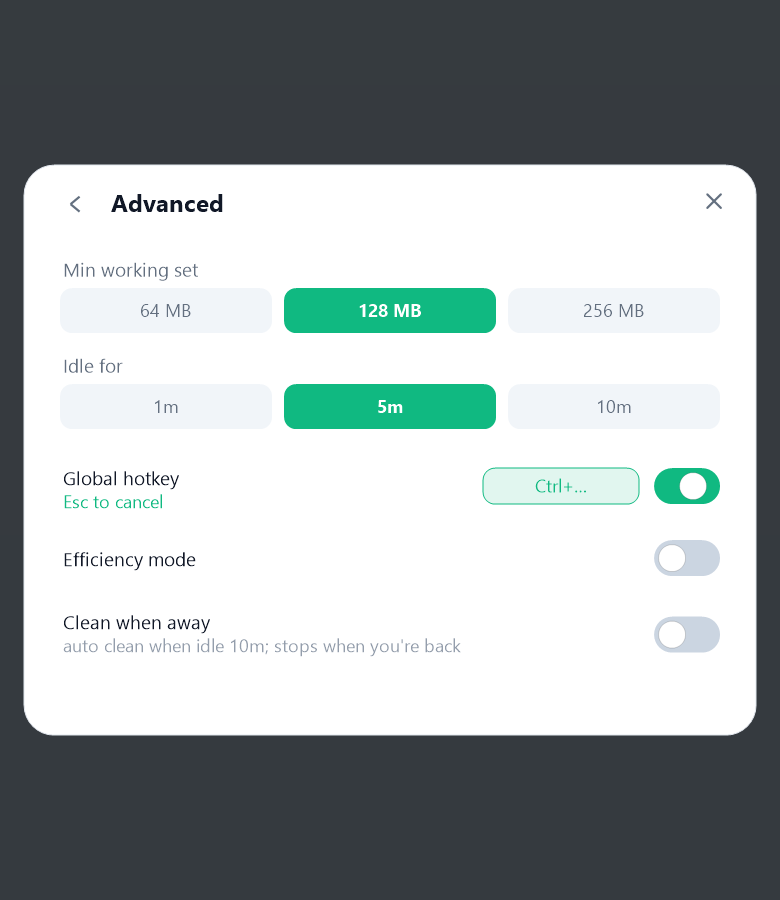 Advanced
Min working set
64 MB 128 MB 256 MB
Idle for
1m 5m 10m
Global hotkey
Esc to cancel
Ctrl+...
Efficiency mode
Clean when away
auto clean when idle 10m; stops when you're back